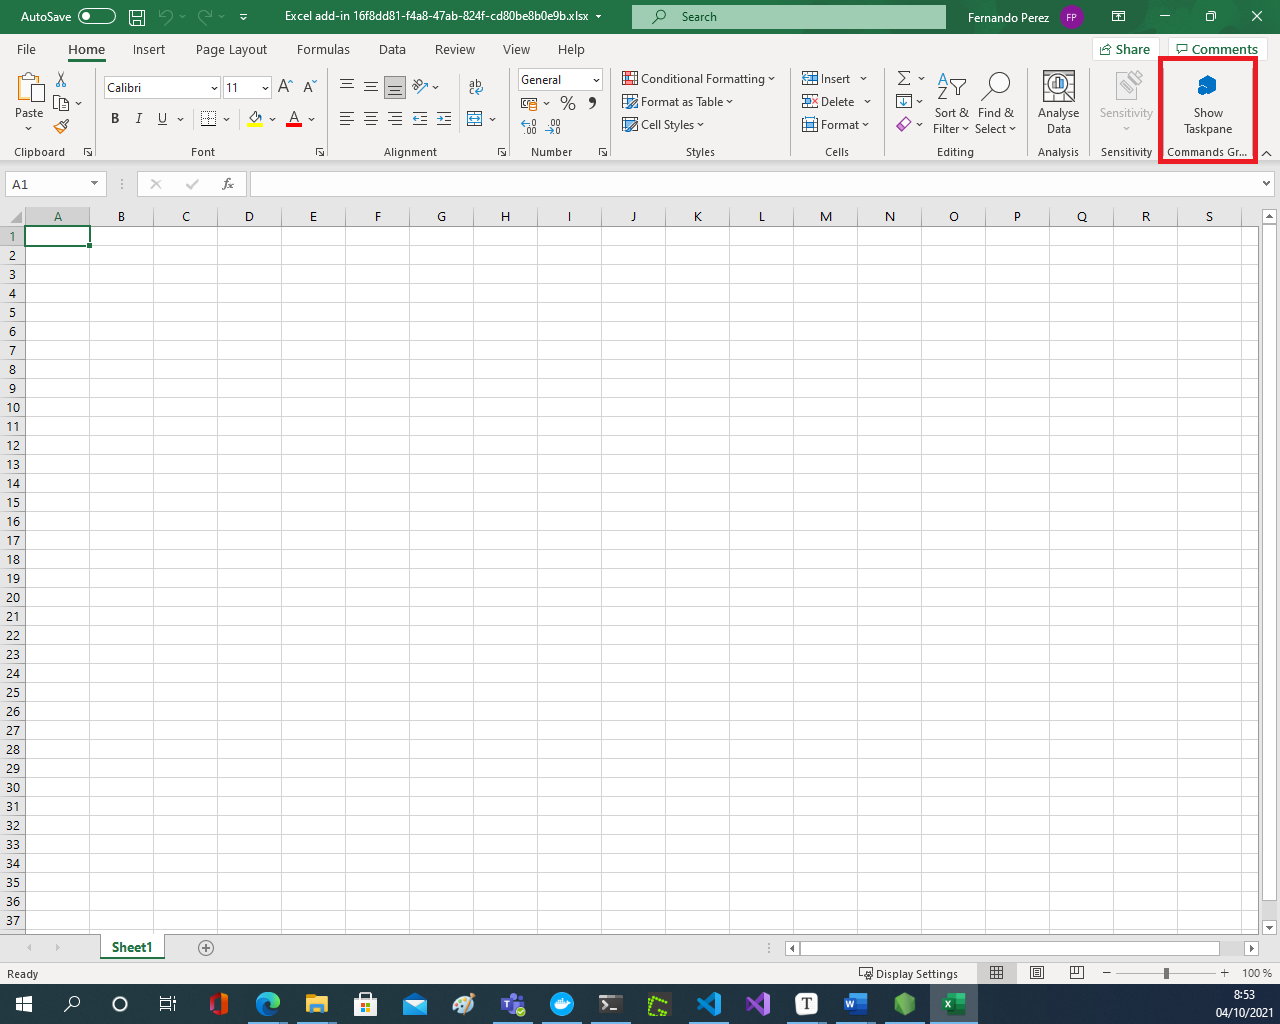 AutoSave
Excel add-in 16f8dd81-f4a8-47ab-824f-cd80be8b0e9b.xlsx
Search
Fernando Perez
FP
File Home Insert Page Layout Formulas Data Review View Help
Share
Comments
Paste
Clipboard
Calibri 11
B I U
Font
Alignment
ab
General
%
Number
Conditional Formatting
Format as Table
Cell Styles
Styles
Insert
Delete
Format
Cells
Sort & Filter
Find & Select
Editing
Analyse Data
Analysis
Sensitivity
Sensitivity
Show Taskpane
Commands Gr...
A1
fx
A B C D E F G H I J K L M N O P Q R S
1
2
3
4
5
6
7
8
9
10
11
12
13
14
15
16
17
18
19
20
21
22
23
24
25
26
27
28
29
30
31
32
33
34
35
36
37
Sheet1
Ready
Display Settings
100 %
8:53
04/10/2021